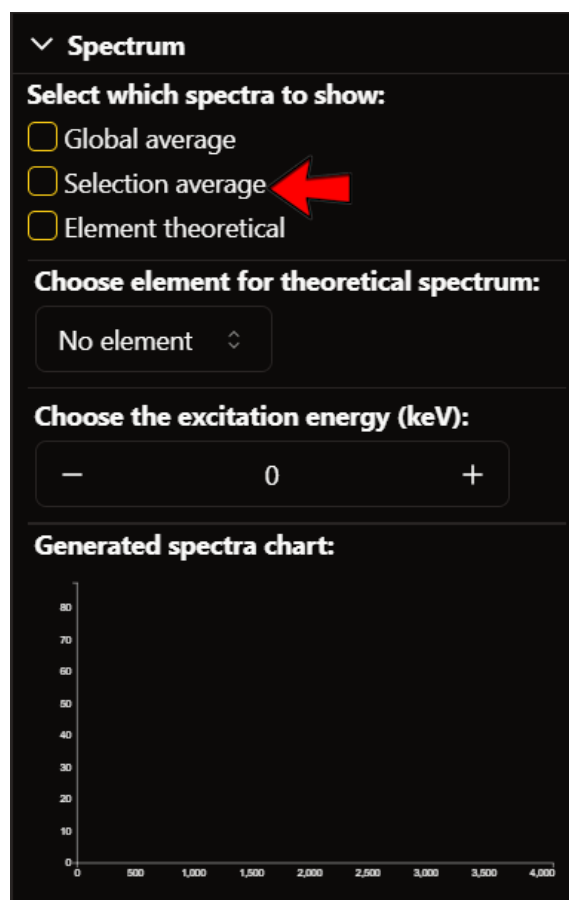 Spectrum
Select which spectra to show:
Global average
Selection average
Element theoretical
Choose element for theoretical spectrum:
No element
Choose the excitation energy (keV):
− 0 +
Generated spectra chart:
80
70
60
50
40
30
20
10
0
0 500 1,000 1,500 2,000 2,500 3,000 3,500 4,000